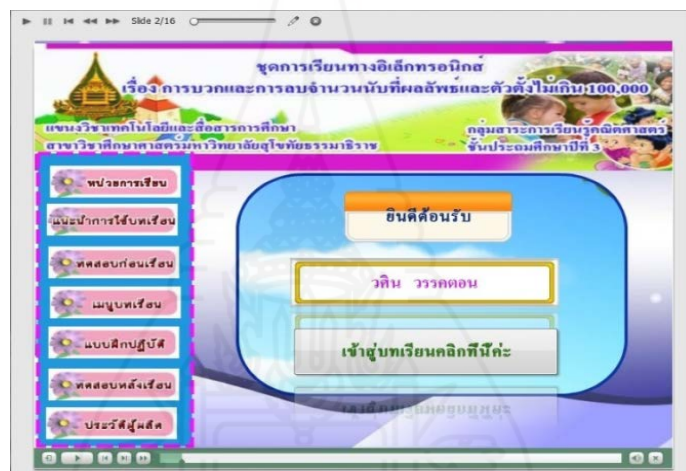 Slide 2/16
ชุดการเรียนทางอิเล็กทรอนิกส์
เรื่อง การบวกและการลบจำนวนนับที่ผลลัพธ์และตัวตั้งไม่เกิน 100,000
แขนงวิชาเทคโนโลยีและสื่อสารการศึกษา
สาขาวิชาศึกษาศาสตร์มหาวิทยาลัยสุโขทัยธรรมาธิราช
กลุ่มสาระการเรียนรู้คณิตศาสตร์
ชั้นประถมศึกษาปีที่ 3
หน่วยการเรียน
แนะนำการใช้บทเรียน
ทดสอบก่อนเรียน
เมนูบทเรียน
แบบฝึกปฏิบัติ
ทดสอบหลังเรียน
ประวัติผู้ผลิต
ยินดีต้อนรับ
วศิน วรรคตอน
เข้าสู่บทเรียนคลิกที่นี่ค่ะ